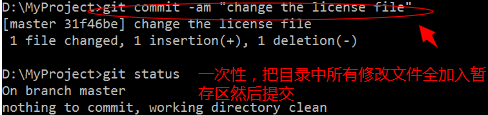 D:\MyProject>git commit -am "change the license file"
[master 31f46be] change the license file
 1 file changed, 1 insertion(+), 1 deletion(-)
D:\MyProject>git status
一次性，把目录中所有修改文件全加入暂
On branch master
存区然后提交
nothing to commit, working directory clean